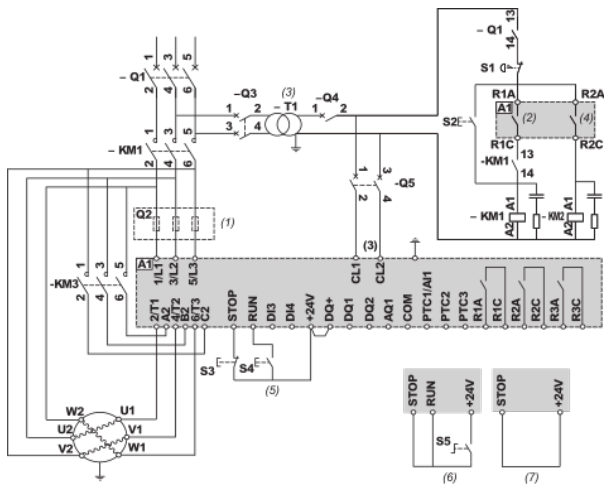 1 3 5
– Q1
2 4 6
– Q3
1 2
3 4
(3)
– T1
– Q4
1 2
13
– Q1
14
S1
R1A R2A
A1
(2) (4)
S2
R1C R2C
13
-KM1
14
A1 A1
– KM1 – KM2
A2 A2
1 3 5
– KM1
2 4 6
Q2
(1)
1 3
-Q5
2 4
(3)
A1
1/L1
3/L2
5/L3
CL1
CL2
1 3 5
-KM3
2 4 6
2/T1
A2
4/T2
B2
6/T3
C2
STOP
RUN
DI3
DI4
+24V
DQ+
DQ1
DQ2
AQ1
COM
PTC1/AI1
PTC2
PTC3
R1A
R1C
R2A
R2C
R3A
R3C
S3 S4
(5)
W2 U1
U2 V1
V2 W1
STOP
RUN
+24V
S5
(6)
STOP
+24V
(7)